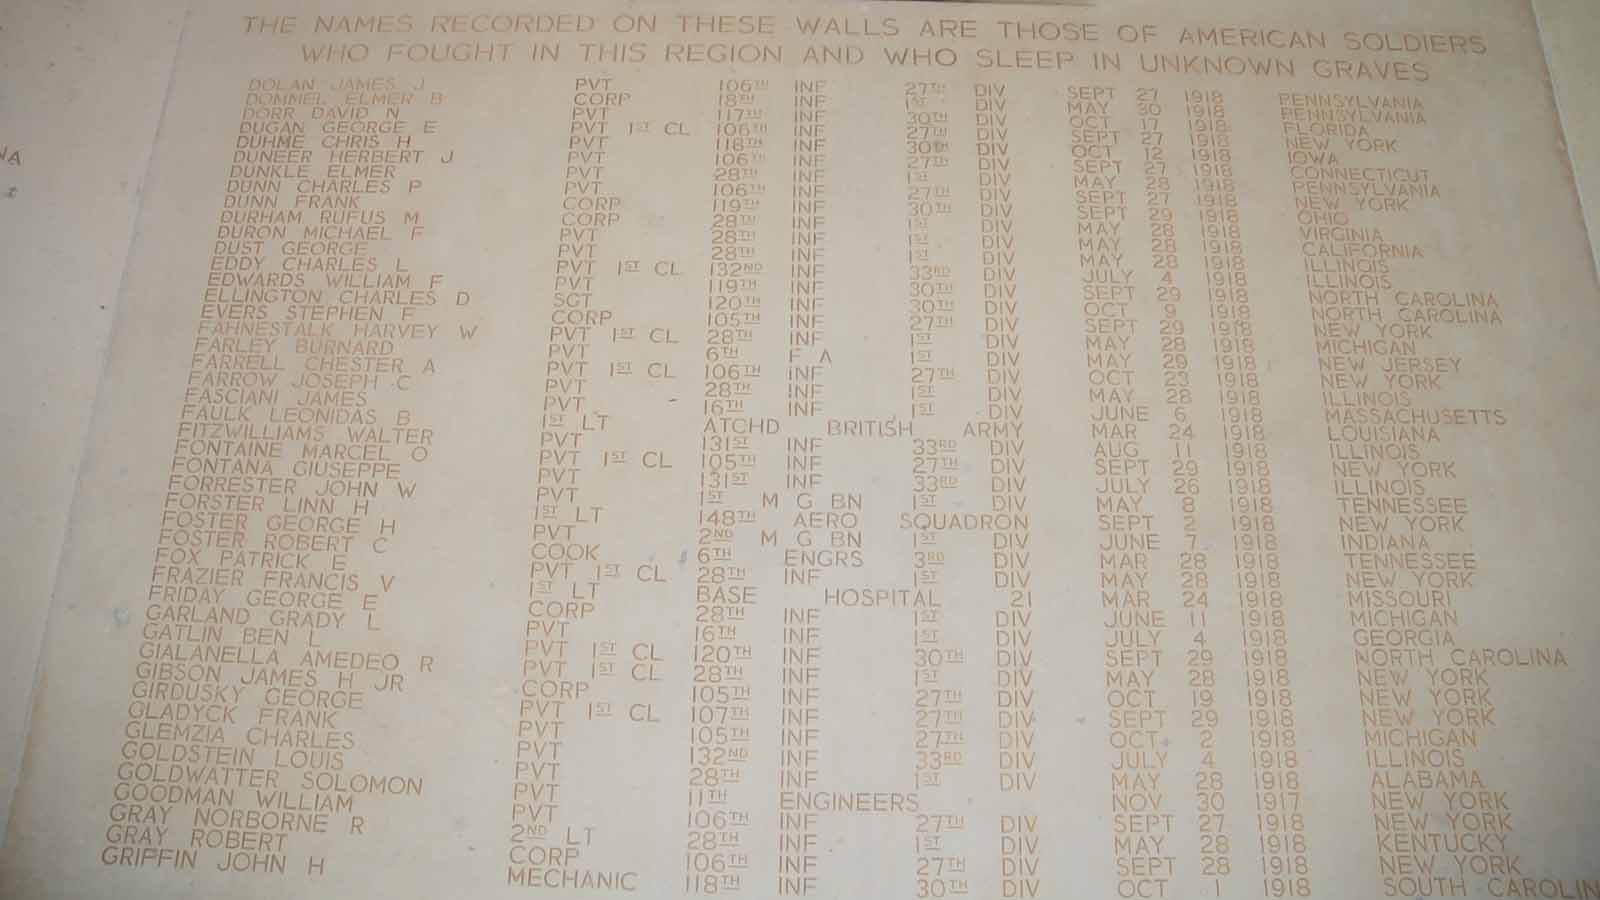 THE NAMES RECORDED ON THESE WALLS ARE THOSE OF AMERICAN SOLDIERS
WHO FOUGHT IN THIS REGION AND WHO SLEEP IN UNKNOWN GRAVES
DOLAN JAMES J PVT 106TH INF 27TH DIV SEPT 27 1918 PENNSYLVANIA
DOMMEL ELMER B CORP 18TH INF 1ST DIV MAY 30 1918 PENNSYLVANIA
DORR DAVID N PVT 117TH INF 30TH DIV OCT 17 1918 FLORIDA
DUGAN GEORGE E PVT 1ST CL 106TH INF 27TH DIV SEPT 27 1918 NEW YORK
DUHME CHRIS H PVT 118TH INF 30TH DIV OCT 12 1918 IOWA
DUNEER HERBERT J PVT 106TH INF 27TH DIV SEPT 27 1918 CONNECTICUT
DUNKLE ELMER PVT 28TH INF 1ST DIV MAY 28 1918 PENNSYLVANIA
DUNN CHARLES P PVT 106TH INF 27TH DIV SEPT 27 1918 NEW YORK
DUNN FRANK CORP 119TH INF 30TH DIV SEPT 29 1918 OHIO
DURHAM RUFUS M CORP 28TH INF 1ST DIV MAY 28 1918 VIRGINIA
DURON MICHAEL F PVT 28TH INF 1ST DIV MAY 28 1918 CALIFORNIA
DUST GEORGE PVT 28TH INF 1ST DIV MAY 28 1918 ILLINOIS
EDDY CHARLES L PVT 1ST CL 132ND INF 33RD DIV JULY 4 1918 ILLINOIS
EDWARDS WILLIAM F PVT 119TH INF 30TH DIV SEPT 29 1918 NORTH CAROLINA
ELLINGTON CHARLES D SGT 120TH INF 30TH DIV OCT 9 1918 NORTH CAROLINA
EVERS STEPHEN F CORP 105TH INF 27TH DIV SEPT 29 1918 NEW YORK
FAHNESTALK HARVEY W PVT 1ST CL 28TH INF 1ST DIV MAY 28 1918 MICHIGAN
FARLEY BURNARD PVT 6TH F A 1ST DIV MAY 29 1918 NEW JERSEY
FARRELL CHESTER A PVT 1ST CL 106TH INF 27TH DIV OCT 23 1918 NEW YORK
FARROW JOSEPH C PVT 28TH INF 1ST DIV MAY 28 1918 ILLINOIS
FASCIANI JAMES PVT 16TH INF 1ST DIV JUNE 6 1918 MASSACHUSETTS
FAULK LEONIDAS B 1ST LT ATCHD BRITISH ARMY MAR 24 1918 LOUISIANA
FITZWILLIAMS WALTER PVT 131ST INF 33RD DIV AUG 11 1918 ILLINOIS
FONTAINE MARCEL O PVT 1ST CL 105TH INF 27TH DIV SEPT 29 1918 NEW YORK
FONTANA GIUSEPPE PVT 131ST INF 33RD DIV JULY 26 1918 ILLINOIS
FORRESTER JOHN W PVT 1ST M G BN 1ST DIV MAY 8 1918 TENNESSEE
FORSTER LINN H 1ST LT 148TH AERO SQUADRON SEPT 2 1918 NEW YORK
FOSTER GEORGE H PVT 2ND M G BN 1ST DIV JUNE 7 1918 INDIANA
FOSTER ROBERT C COOK 6TH ENGRS 3RD DIV MAR 28 1918 TENNESSEE
FOX PATRICK E PVT 1ST CL 28TH INF 1ST DIV MAY 28 1918 NEW YORK
FRAZIER FRANCIS V 1ST LT BASE HOSPITAL 21 MAR 24 1918 MISSOURI
FRIDAY GEORGE E CORP 28TH INF 1ST DIV JUNE 11 1918 MICHIGAN
GARLAND GRADY L PVT 16TH INF 1ST DIV JULY 4 1918 GEORGIA
GATLIN BEN L PVT 1ST CL 120TH INF 30TH DIV SEPT 29 1918 NORTH CAROLINA
GIALANELLA AMEDEO R PVT 1ST CL 28TH INF 1ST DIV MAY 28 1918 NEW YORK
GIBSON JAMES H JR CORP 105TH INF 27TH DIV OCT 19 1918 NEW YORK
GIRDUSKY GEORGE PVT 1ST CL 107TH INF 27TH DIV SEPT 29 1918 NEW YORK
GLADYCK FRANK PVT 105TH INF 27TH DIV OCT 2 1918 MICHIGAN
GLEMZIA CHARLES PVT 132ND INF 33RD DIV JULY 4 1918 ILLINOIS
GOLDSTEIN LOUIS PVT 28TH INF 1ST DIV MAY 28 1918 ALABAMA
GOLDWATTER SOLOMON PVT 11TH ENGINEERS NOV 30 1917 NEW YORK
GOODMAN WILLIAM PVT 106TH INF 27TH DIV SEPT 27 1918 NEW YORK
GRAY NORBORNE R 2ND LT 28TH INF 1ST DIV MAY 28 1918 KENTUCKY
GRAY ROBERT CORP 106TH INF 27TH DIV SEPT 28 1918 NEW YORK
GRIFFIN JOHN H MECHANIC 118TH INF 30TH DIV OCT 1 1918 SOUTH CAROLIN